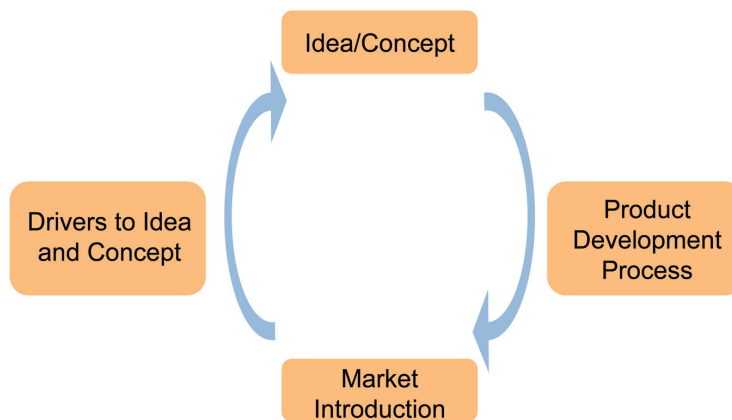 Idea/Concept
Drivers to Idea
and Concept
Product
Development
Process
Market
Introduction